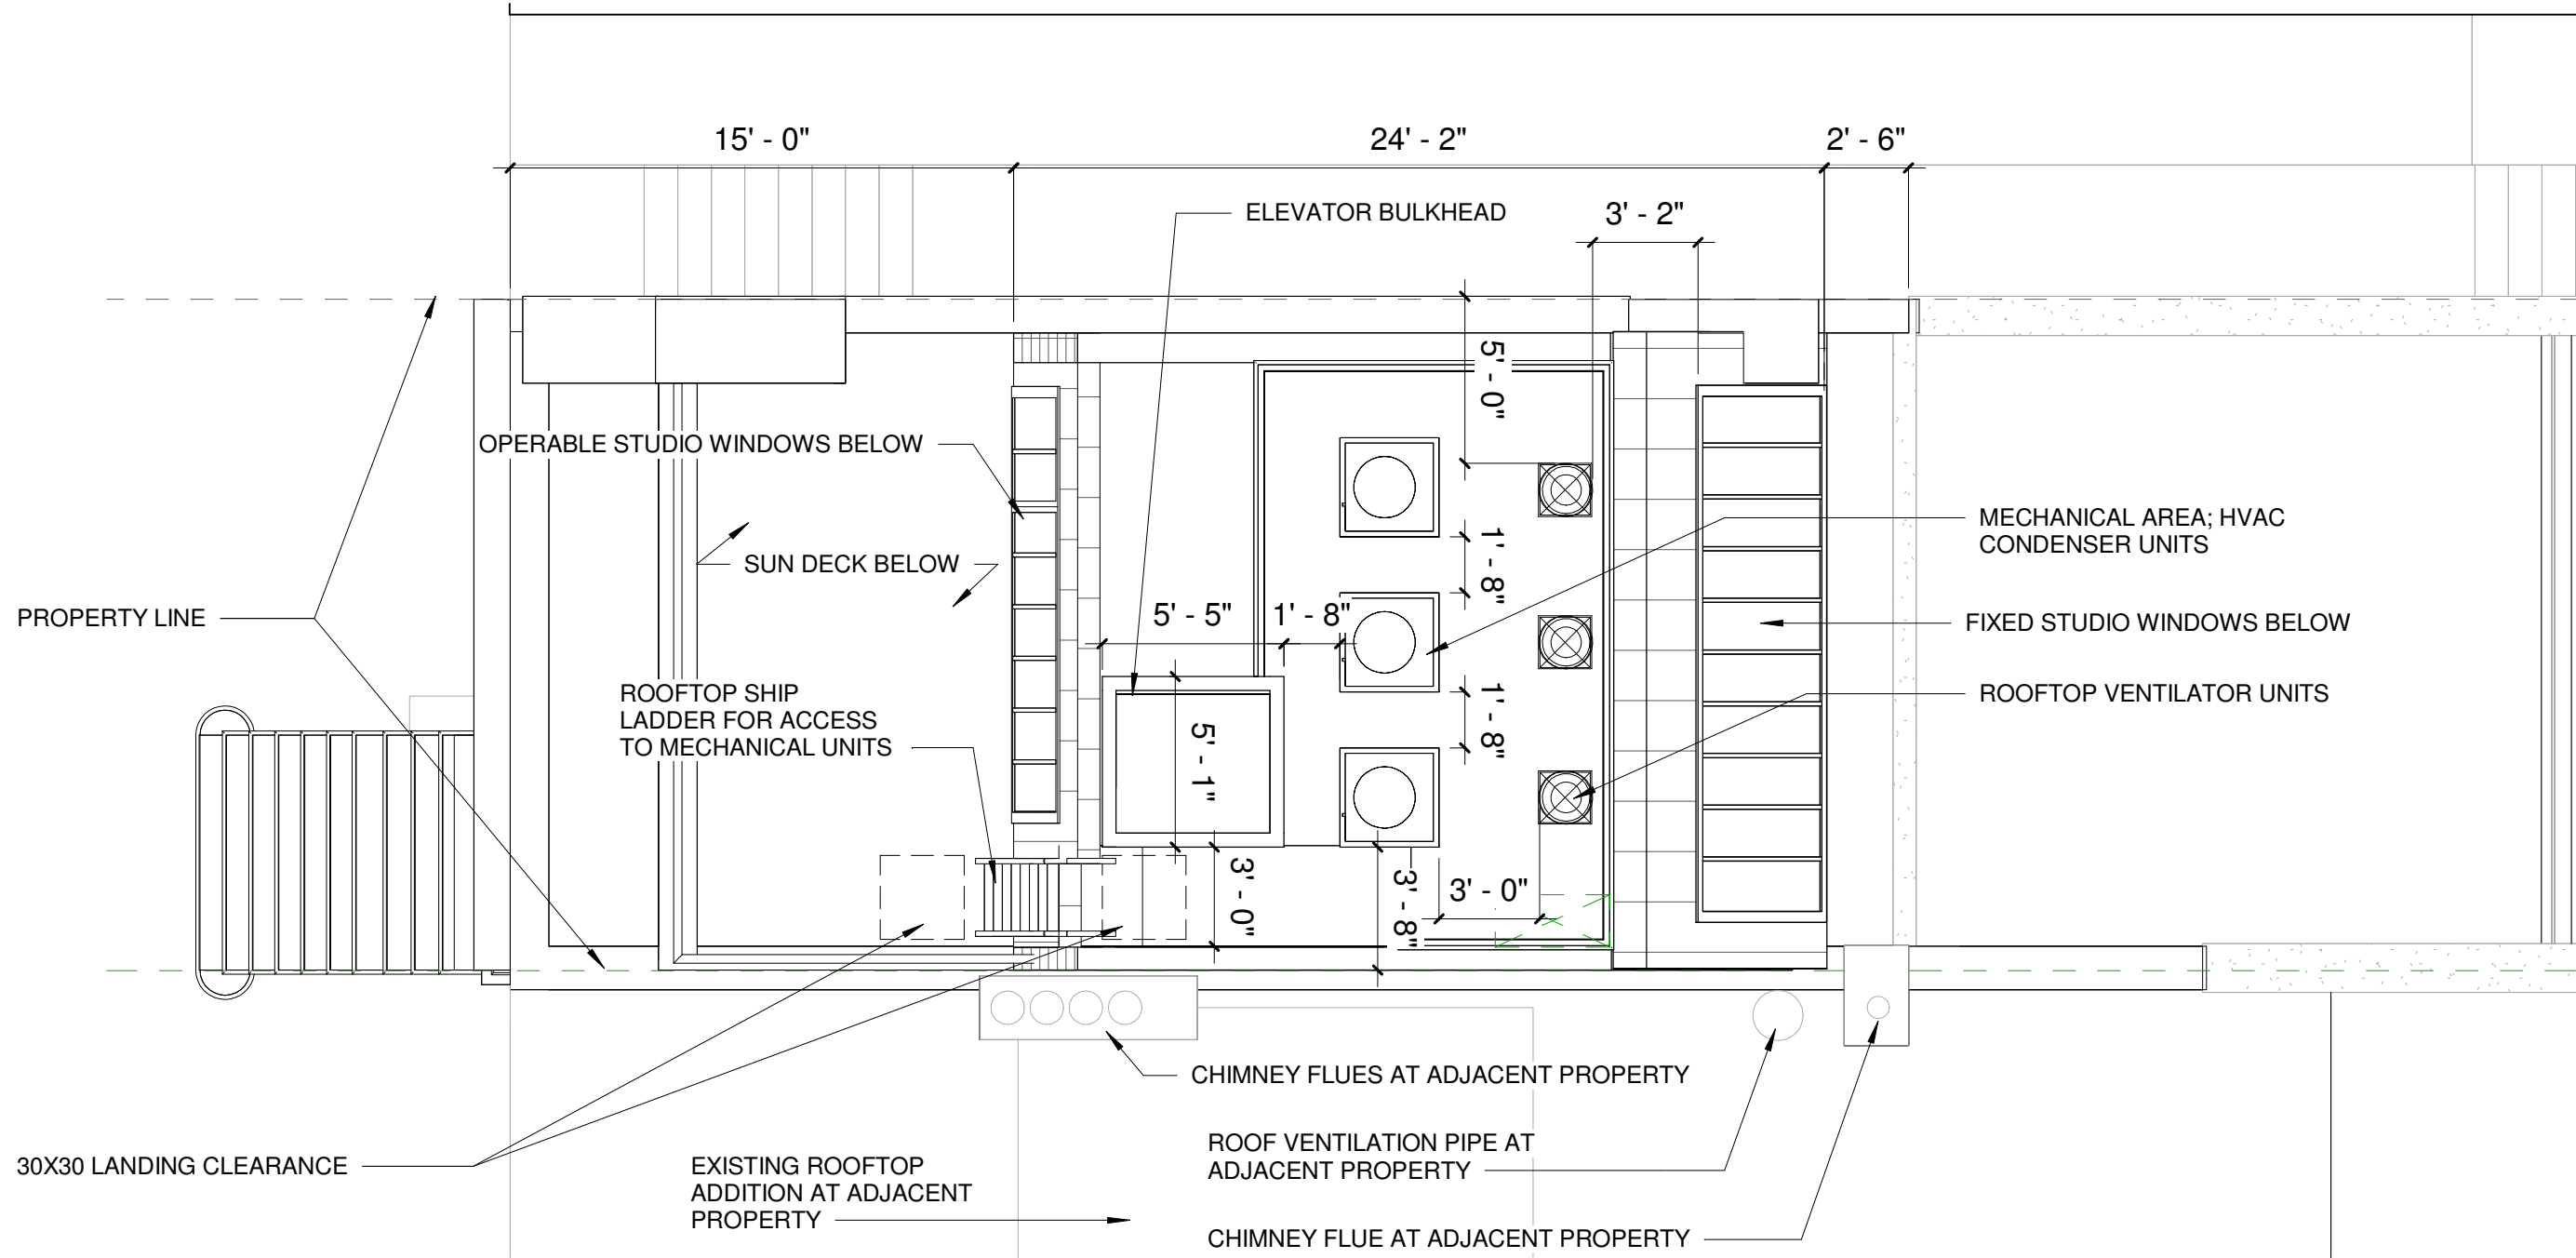 15' - 0"
24' - 2"
2' - 6"
ELEVATOR BULKHEAD
3' - 2"
5' - 0"
OPERABLE STUDIO WINDOWS BELOW
MECHANICAL AREA; HVAC
CONDENSER UNITS
1' - 8"
SUN DECK BELOW
PROPERTY LINE
5' - 5"
1' - 8"
FIXED STUDIO WINDOWS BELOW
ROOFTOP SHIP
LADDER FOR ACCESS
TO MECHANICAL UNITS
ROOFTOP VENTILATOR UNITS
1' - 8"
5' - 1"
3' - 0"
3' - 8"
3' - 0"
CHIMNEY FLUES AT ADJACENT PROPERTY
30X30 LANDING CLEARANCE
EXISTING ROOFTOP
ADDITION AT ADJACENT
PROPERTY
ROOF VENTILATION PIPE AT
ADJACENT PROPERTY
CHIMNEY FLUE AT ADJACENT PROPERTY